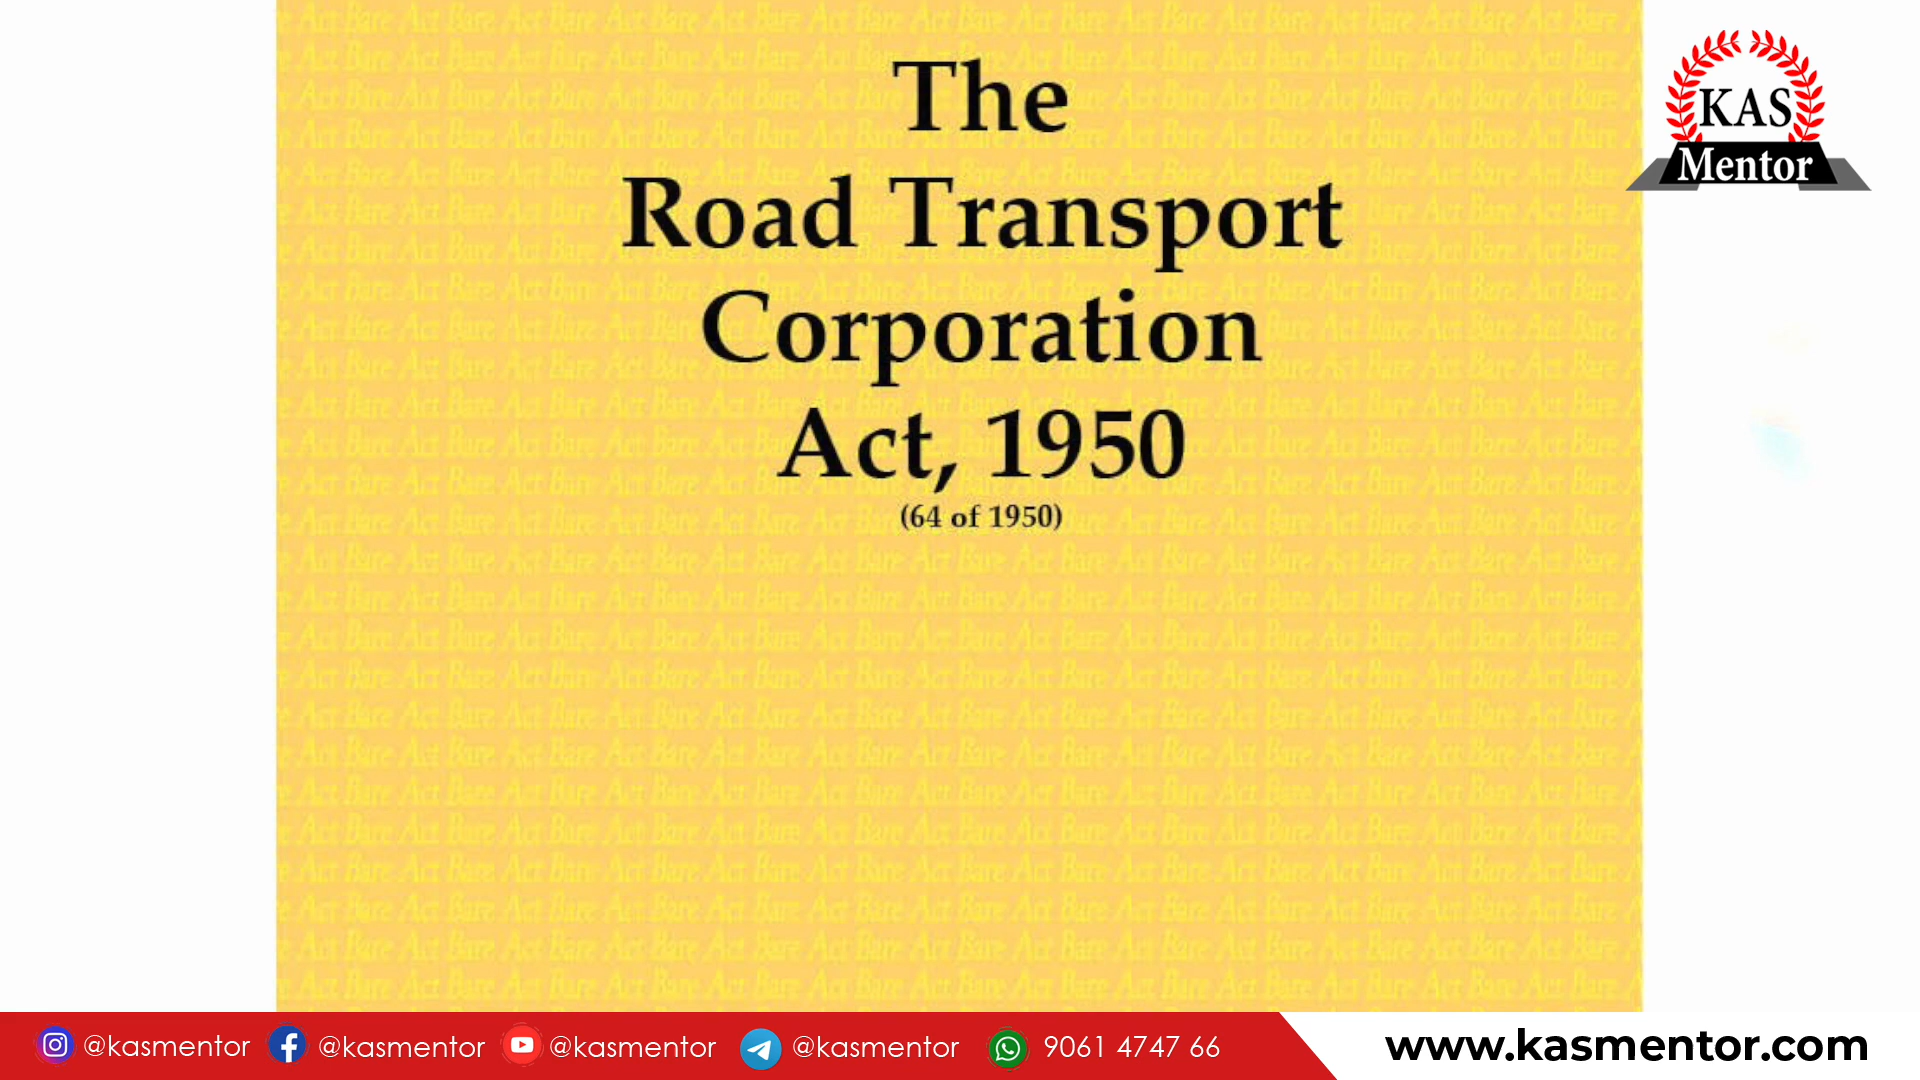 The
Road Transport
Corporation
Act, 1950
(64 of 1950)
KAS
Mentor
@kasmentor @kasmentor @kasmentor @kasmentor 9061 4747 66
www.kasmentor.com